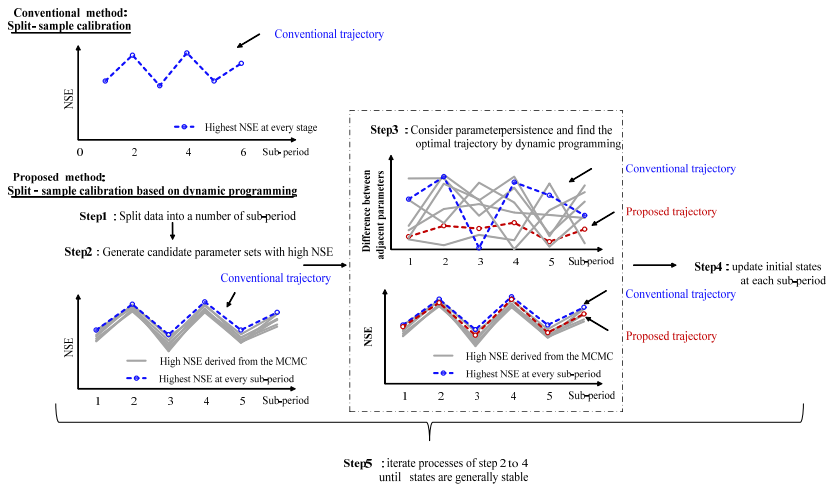 Conventional method:
Split- sample calibration
Conventional trajectory
NSE
Highest NSE at every stage
0 2 4 6 Sub-period
Proposed method:
Split - sample calibration based on dynamic programming
Step1 : Split data into a number of sub-period
Step2 : Generate candidate parameter sets with high NSE
Conventional trajectory
NSE
High NSE derived from the MCMC
Highest NSE at every sub-period
1 2 3 4 5 Sub-period
Step3 : Consider parameterpersistence and find the
optimal trajectory by dynamic programming
Difference between
adjacent parameters
Conventional trajectory
Proposed trajectory
1 2 3 4 5 Sub-period
NSE
Conventional trajectory
Proposed trajectory
High NSE derived from the MCMC
Highest NSE at every sub-period
1 2 3 4 5 Sub-period
Step4 : update initial states
at each sub-period
Step5 : iterate processes of step 2 to 4
until states are generally stable